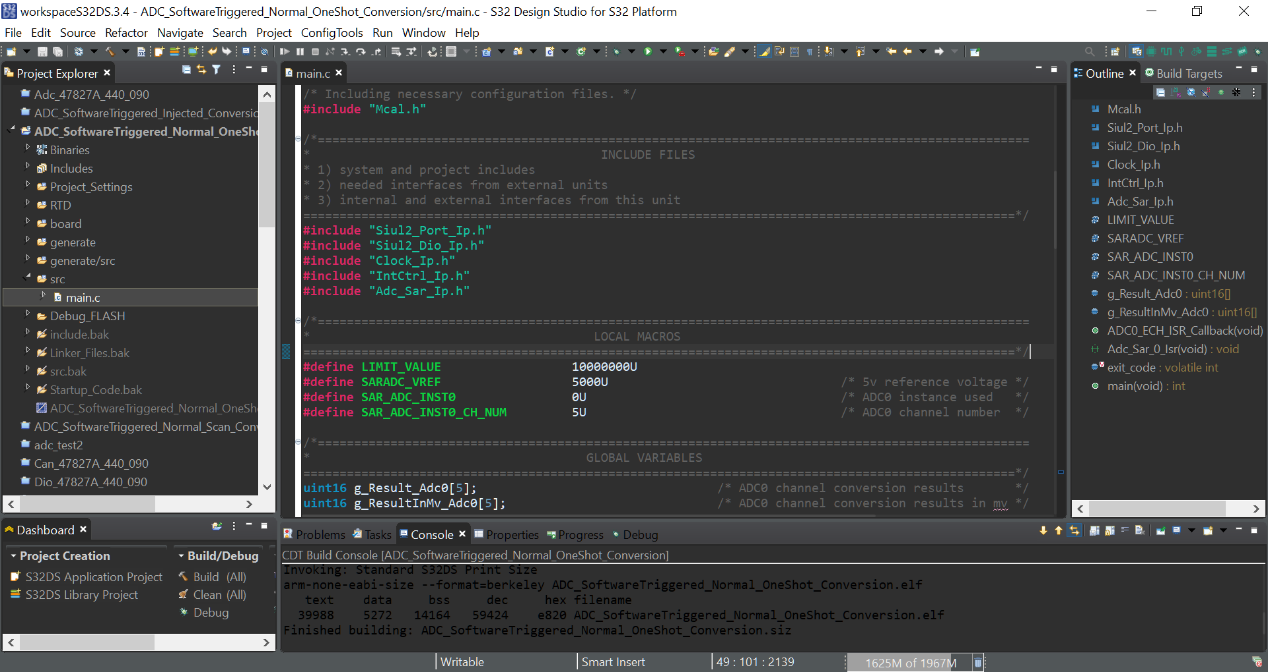 workspaceS32DS.3.4 - ADC_SoftwareTriggered_Normal_OneShot_Conversion/src/main.c - S32 Design Studio for S32 Platform
File Edit Source Refactor Navigate Search Project ConfigTools Run Window Help
Project Explorer
Adc_47827A_440_090
ADC_SoftwareTriggered_Injected_Conversic
ADC_SoftwareTriggered_Normal_OneSh
Binaries
Includes
Project_Settings
RTD
board
generate
generate/src
src
main.c
Debug_FLASH
include.bak
Linker_Files.bak
src.bak
Startup_Code.bak
ADC_SoftwareTriggered_Normal_OneSh
ADC_SoftwareTriggered_Normal_Scan_Con
adc_test2
Can_47827A_440_090
Dio_47827A_440_090
main.c
/* Including necessary configuration files. */
#include "Mcal.h"
/*==================================================================================================
* INCLUDE FILES
* 1) system and project includes
* 2) needed interfaces from external units
* 3) internal and external interfaces from this unit
==================================================================================================*/
#include "Siul2_Port_Ip.h"
#include "Siul2_Dio_Ip.h"
#include "Clock_Ip.h"
#include "IntCtrl_Ip.h"
#include "Adc_Sar_Ip.h"
/*==================================================================================================
* LOCAL MACROS
==================================================================================================*/
#define LIMIT_VALUE 10000000U
#define SARADC_VREF 5000U /* 5v reference voltage */
#define SAR_ADC_INST0 0U /* ADC0 instance used */
#define SAR_ADC_INST0_CH_NUM 5U /* ADC0 channel number */
/*==================================================================================================
* GLOBAL VARIABLES
==================================================================================================*/
uint16 g_Result_Adc0[5]; /* ADC0 channel conversion results */
uint16 g_ResultInMv_Adc0[5]; /* ADC0 channel conversion results in mv */
Outline
Build Targets
Mcal.h
Siul2_Port_Ip.h
Siul2_Dio_Ip.h
Clock_Ip.h
IntCtrl_Ip.h
Adc_Sar_Ip.h
LIMIT_VALUE
SARADC_VREF
SAR_ADC_INST0
SAR_ADC_INST0_CH_NUM
g_Result_Adc0 : uint16[]
g_ResultInMv_Adc0 : uint16[]
ADC0_ECH_ISR_Callback(void)
Adc_Sar_0_Isr(void) : void
exit_code : volatile int
main(void) : int
Dashboard
Project Creation
S32DS Application Project
S32DS Library Project
Build/Debug
Build (All)
Clean (All)
Debug
Problems Tasks Console Properties Progress Debug
CDT Build Console [ADC_SoftwareTriggered_Normal_OneShot_Conversion]
Invoking: Standard S32DS Print Size
arm-none-eabi-size --format=berkeley ADC_SoftwareTriggered_Normal_OneShot_Conversion.elf
text data bss dec hex filename
39988 5272 14164 59424 e820 ADC_SoftwareTriggered_Normal_OneShot_Conversion.elf
Finished building: ADC_SoftwareTriggered_Normal_OneShot_Conversion.siz
Writable
Smart Insert
49 : 101 : 2139
1625M of 1967M